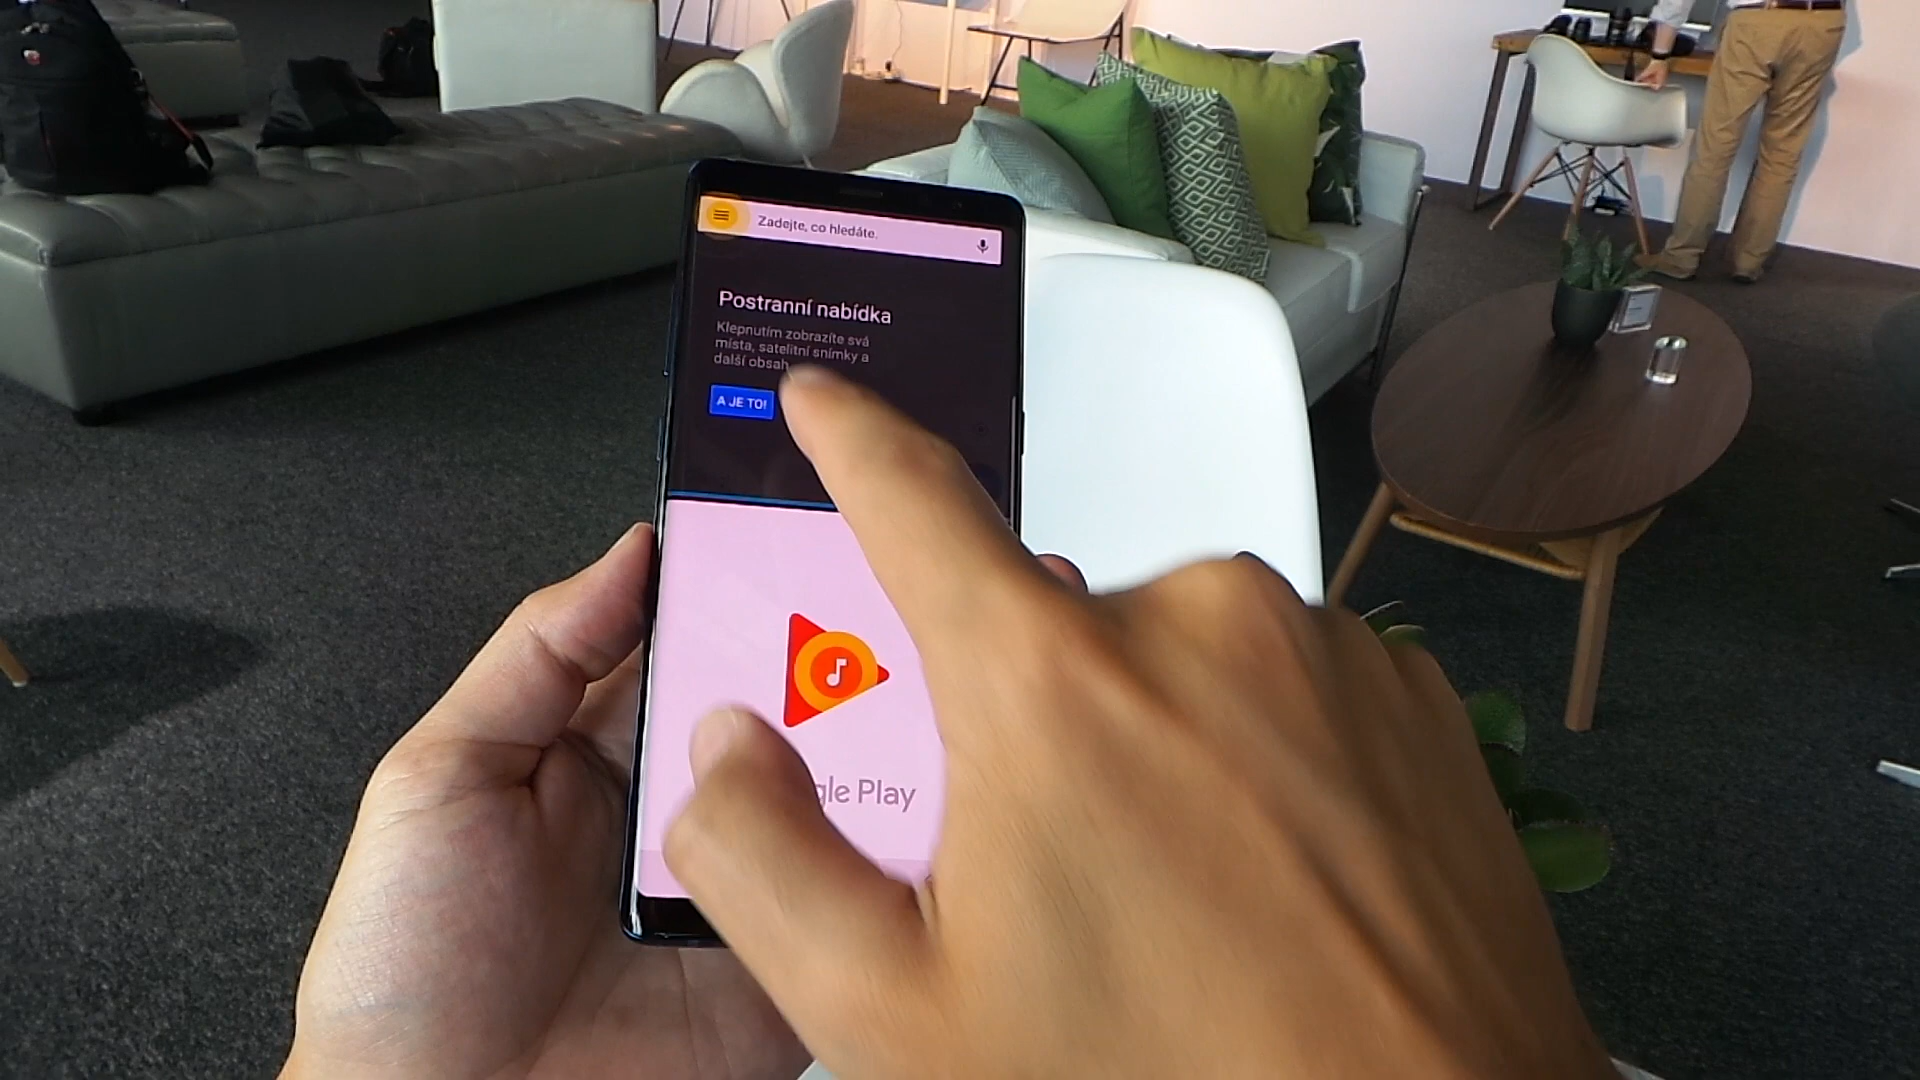 Zadejte, co hledáte.
Postranní nabídka
Klepnutím zobrazíte svá
místa, satelitní snímky a
další obsah
A JE TO!
gle Play